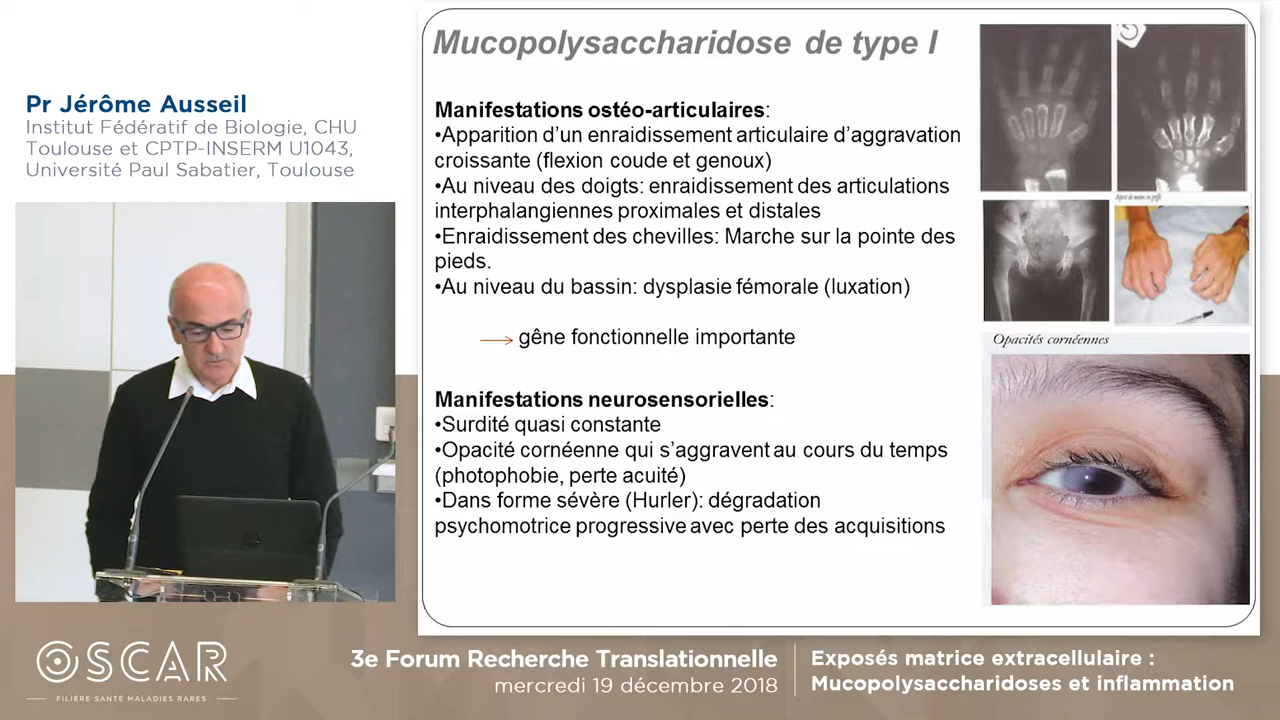 Pr Jérôme Ausseil
Institut Fédératif de Biologie, CHU
Toulouse et CPTP-INSERM U1043,
Université Paul Sabatier, Toulouse
Mucopolysaccharidose de type I
Manifestations ostéo-articulaires:
•Apparition d’un enraidissement articulaire d’aggravation
croissante (flexion coude et genoux)
•Au niveau des doigts: enraidissement des articulations
interphalangiennes proximales et distales
•Enraidissement des chevilles: Marche sur la pointe des
pieds.
•Au niveau du bassin: dysplasie fémorale (luxation)
gêne fonctionnelle importante
Manifestations neurosensorielles:
•Surdité quasi constante
•Opacité cornéenne qui s’aggravent au cours du temps
(photophobie, perte acuité)
•Dans forme sévère (Hurler): dégradation
psychomotrice progressive avec perte des acquisitions
Aspect de mains en griffe
Opacités cornéennes
OSCAR
FILIÈRE SANTÉ MALADIES RARES
3e Forum Recherche Translationnelle
mercredi 19 décembre 2018
Exposés matrice extracellulaire :
Mucopolysaccharidoses et inflammation